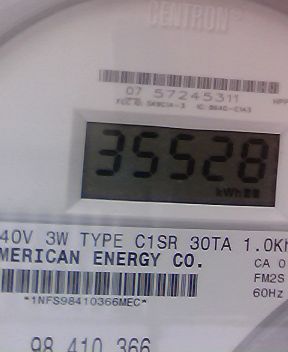 CENTRON®
07 57245311
35528
kWh
40V 3W TYPE C1SR 30TA 1.0Kh
MERICAN ENERGY CO.
CA 0
FM2S
60Hz
*1NFS98410366MEC*
98 410 366